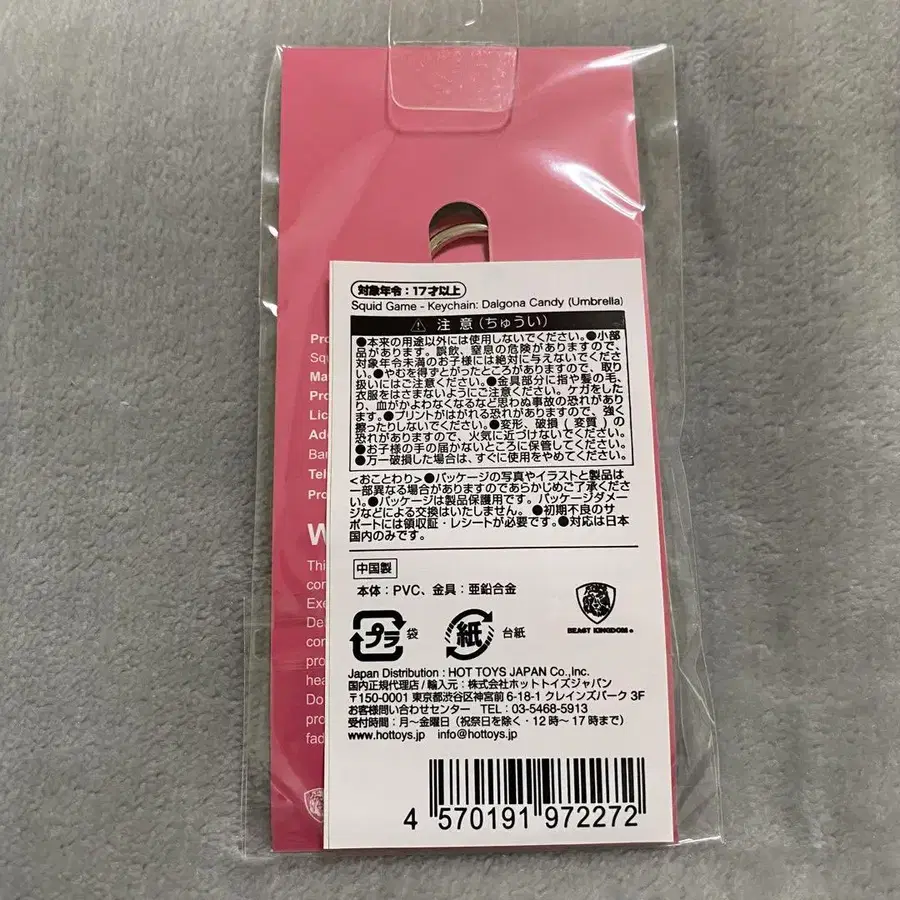 対象年令：17才以上
Squid Game - Keychain: Dalgona Candy (Umbrella)
⚠ 注 意 (ちゅうい)
●本来の用途以外には使用しないでください。●小部
品があります。誤飲、窒息の危険がありますので、
対象年令未満のお子様には絶対に与えないでくださ
い。●やむを得ずとがったところがありますので、取り
扱いにはご注意ください。●金具部分に指や髪の毛、
衣服をはさまないようにご注意ください。ケガをした
り、血がかよわなくなるなど思わぬ事故の恐れがあり
ます。●プリントがはがれる恐れがありますので、強く
擦ったりしないでください。●変形、破損 ( 変質 ) の
恐れがありますので、火気に近づけないでください。
●お子様の手の届かないところに保管してください。
●万一破損した場合は、すぐに使用をやめてください。
<おことわり>●パッケージの写真やイラストと製品は
一部異なる場合がありますのであらかじめご了承くださ
い。●パッケージは製品保護用です。パッケージダメー
ジなどによる交換はいたしません。 ●初期不良のサ
ポートには領収証・レシートが必要です。●対応は日本
国内のみです。
中国製
本体：PVC、金具：亜鉛合金
プラ 袋
紙 台紙
BEAST KINGDOM
Japan Distribution : HOT TOYS JAPAN Co.,Inc.
国内正規代理店 / 輸入元：株式会社ホットトイズジャパン
〒150-0001 東京都渋谷区神宮前 6-18-1 クレインズパーク 3F
お客様問い合わせセンター TEL：03-5468-5913
受付時間：月～金曜日（祝祭日を除く・12 時～ 17 時まで）
www.hottoys.jp info@hottoys.jp
4 570191 972272
Pro
Squ
Ma
Pro
Lic
Ad
Ban
Tel
Pro
W
Thi
cor
Exe
De
con
pro
hea
Do
pro
fad